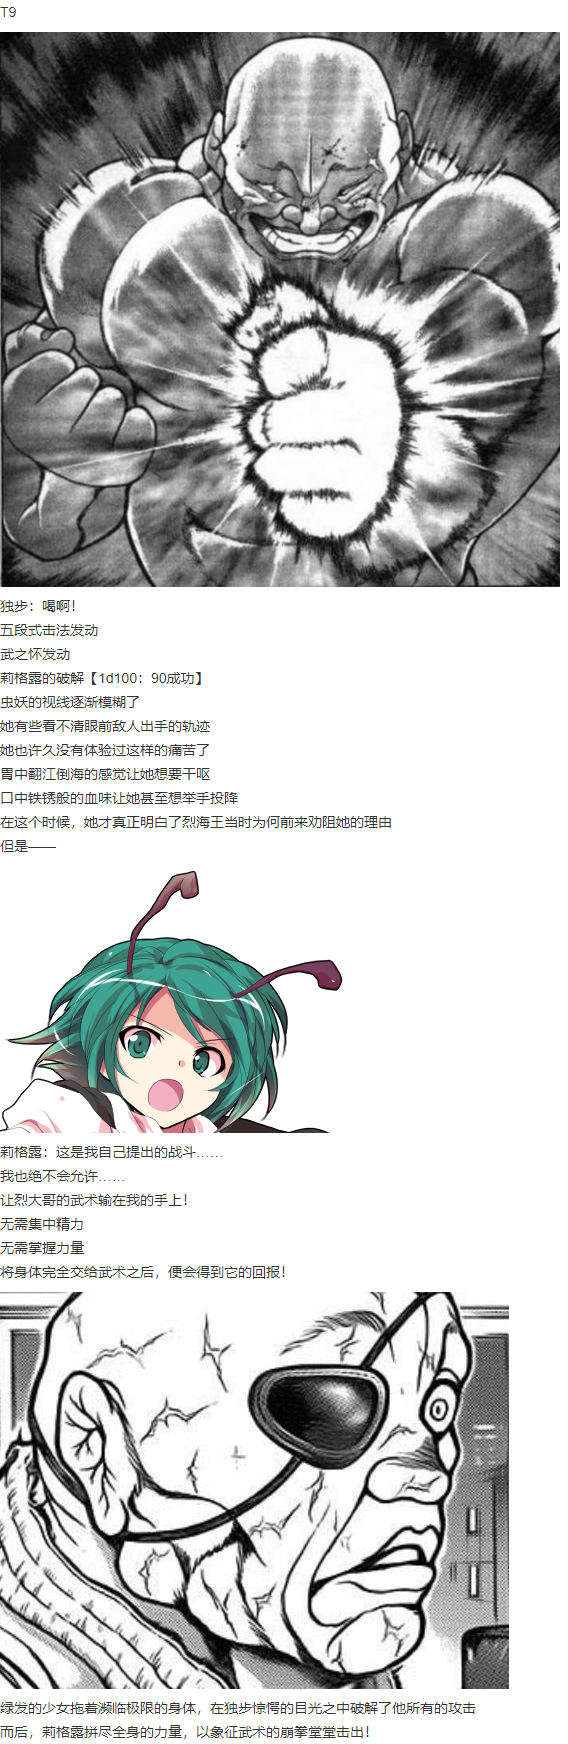 T9
独步：喝啊！
五段式击法发动
武之怀发动
莉格露的破解【1d100：90成功】
虫妖的视线逐渐模糊了
她有些看不清眼前敌人出手的轨迹
她也许久没有体验过这样的痛苦了
胃中翻江倒海的感觉让她想要干呕
口中铁锈般的血味让她甚至想举手投降
在这个时候，她才真正明白了烈海王当时为何前来劝阻她的理由
但是——
莉格露：这是我自己提出的战斗……
我也绝不会允许……
让烈大哥的武术输在我的手上！
无需集中精力
无需掌握力量
将身体完全交给武术之后，便会得到它的回报！
绿发的少女拖着濒临极限的身体，在独步惊愕的目光之中破解了他所有的攻击
而后，莉格露拼尽全身的力量，以象征武术的崩拳堂堂击出！